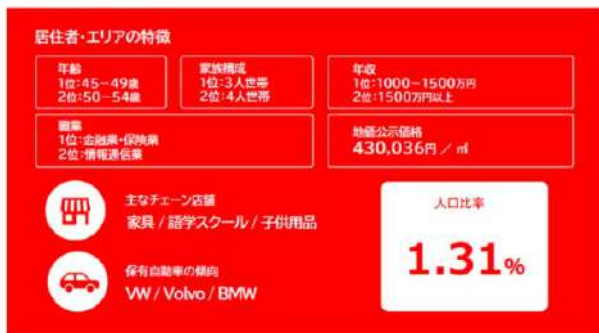 居住者・エリアの特徴
年齢
1位:45－49歳
2位:50－54歳
家族構成
1位:3人世帯
2位:4人世帯
年収
1位:1000－1500万円
2位:1500万円以上
職業
1位:金融業・保険業
2位:情報通信業
地価公示価格
430,036円／㎡
主なチェーン店舗
家具 / 語学スクール / 子供用品
保有自動車の傾向
VW / Volvo / BMW
人口比率
1.31%